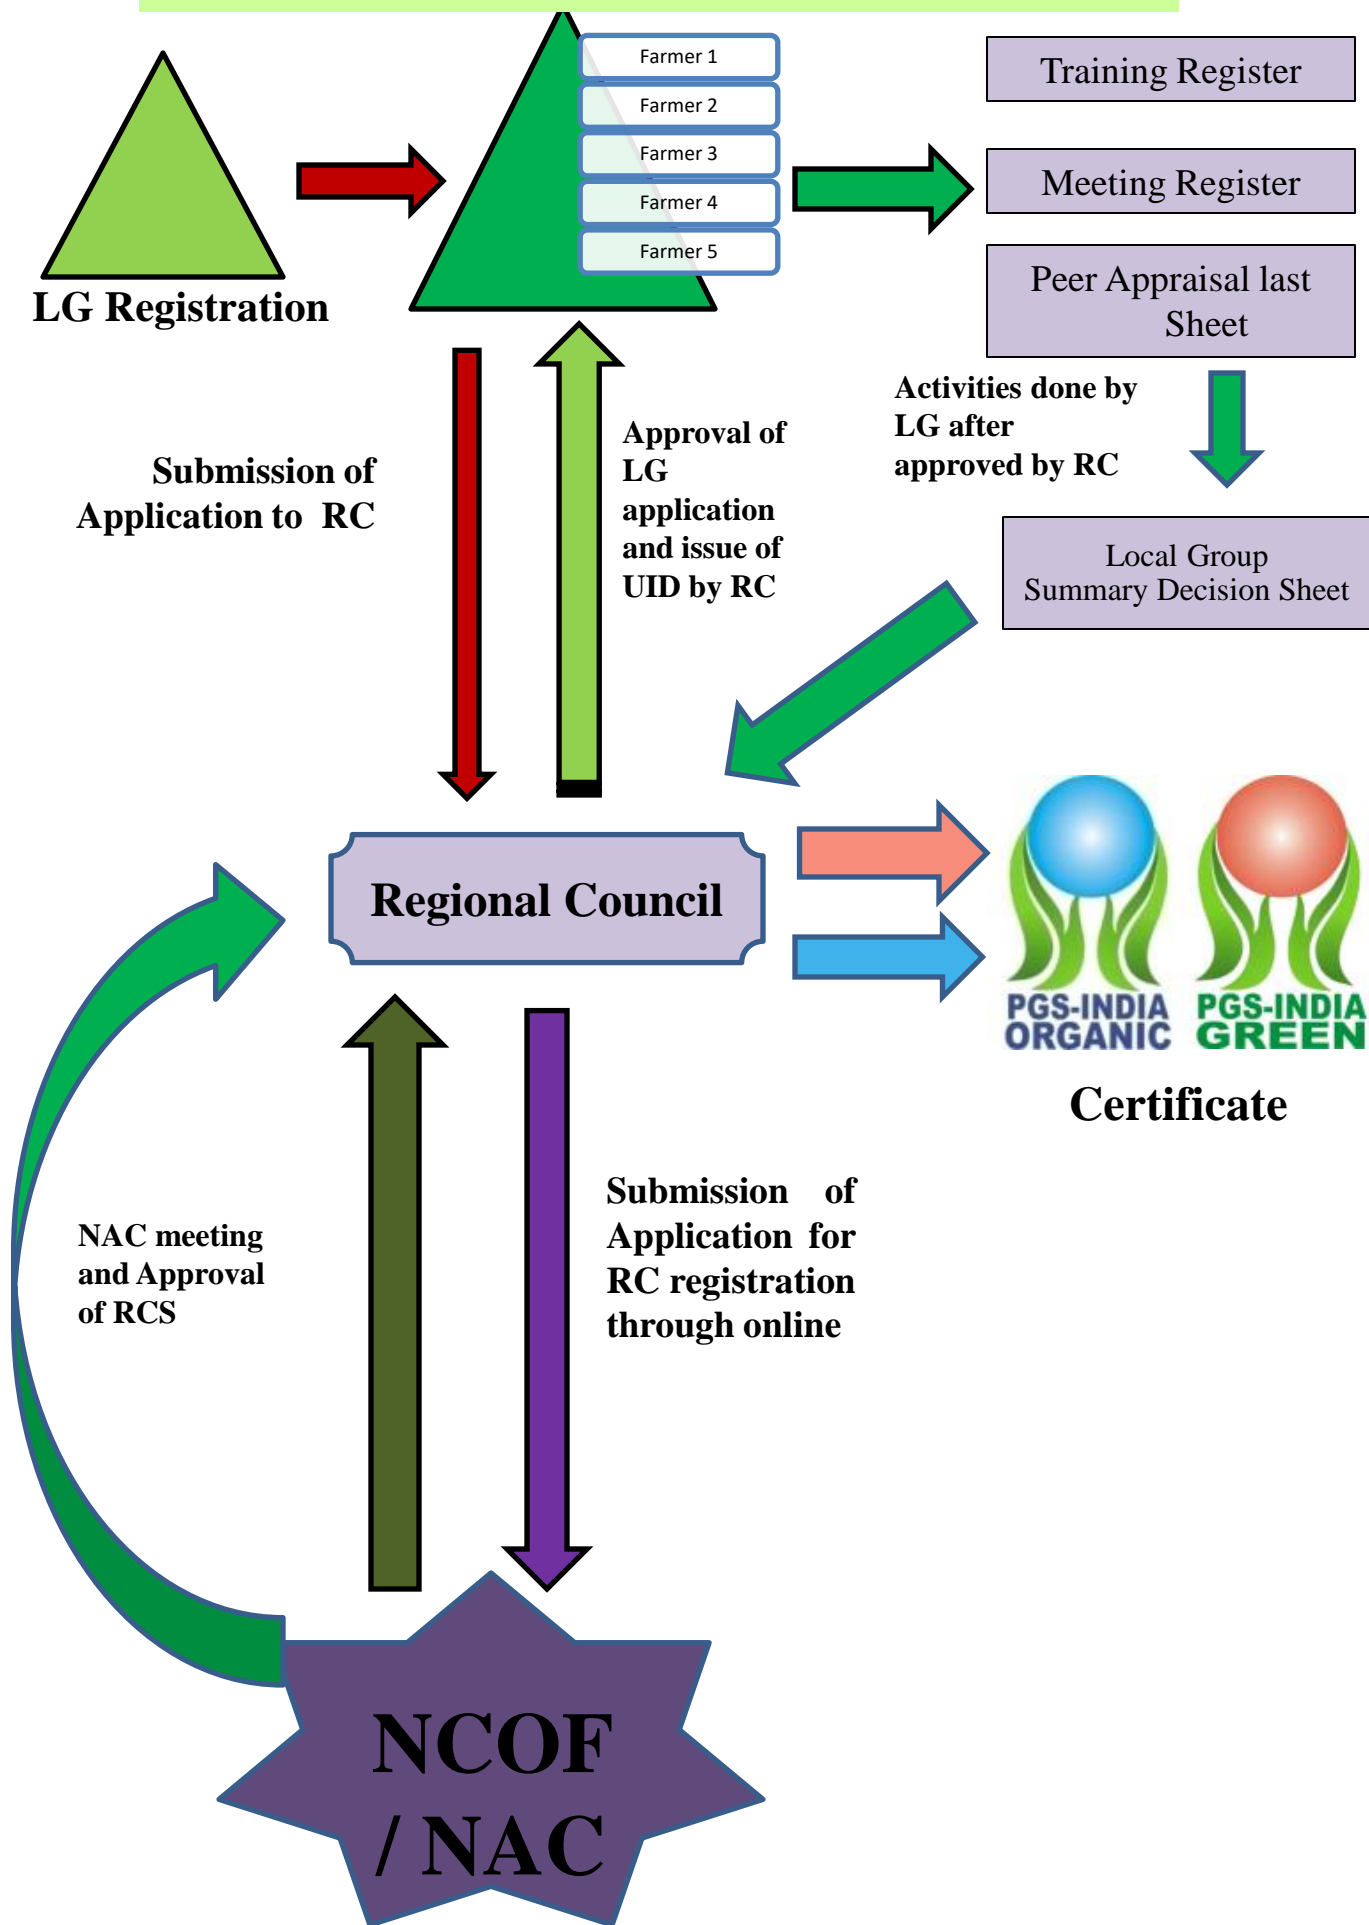 Farmer 1
Farmer 2
Farmer 3
Farmer 4
Farmer 5
Training Register
Meeting Register
Peer Appraisal last
Sheet
LG Registration
Submission of
Application to RC
Approval of
LG
application
and issue of
UID by RC
Activities done by
LG after
approved by RC
Local Group
Summary Decision Sheet
Regional Council
PGS-INDIA
ORGANIC
PGS-INDIA
GREEN
Certificate
NAC meeting
and Approval
of RCS
Submission of
Application for
RC registration
through online
NCOF
/ NAC